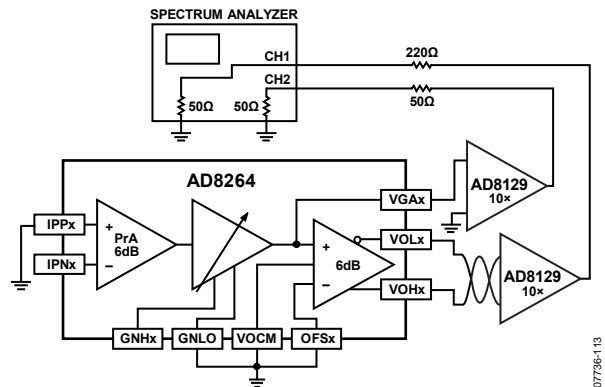 SPECTRUM ANALYZER
CH1
220Ω
CH2
50Ω
50Ω
50Ω
AD8264
VGAx
AD8129
10×
IPPx
PrA
6dB
+
−
IPNx
+
−
6dB
VOLx
VOHx
AD8129
10×
GNHx
GNLO
VOCM
OFSx
07736-113